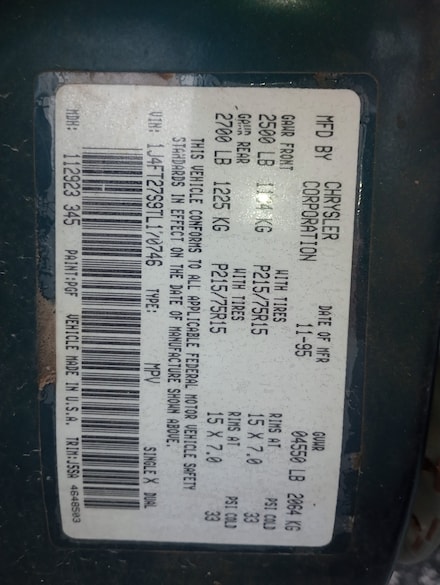 MFD BY CHRYSLER CORPORATION DATE OF MFR 11-95 GVWR 04550 LB 2064 KG
GAWR FRONT WITH TIRES RIMS AT PSI COLD
2500 LB 1134 KG P215/75R15 15 X 7.0 33
GAWR REAR WITH TIRES RIMS AT PSI COLD
2700 LB 1225 KG P215/75R15 15 X 7.0 33
THIS VEHICLE CONFORMS TO ALL APPLICABLE FEDERAL MOTOR VEHICLE SAFETY
STANDARDS IN EFFECT ON THE DATE OF MANUFACTURE SHOWN ABOVE.
VIN: 1J4FT27S9TL170746 TYPE: MPV SINGLE X DUAL
MDH: 112923 345 PAINT:PGF VEHICLE MADE IN U.S.A. TRIM:J5SA 4648503